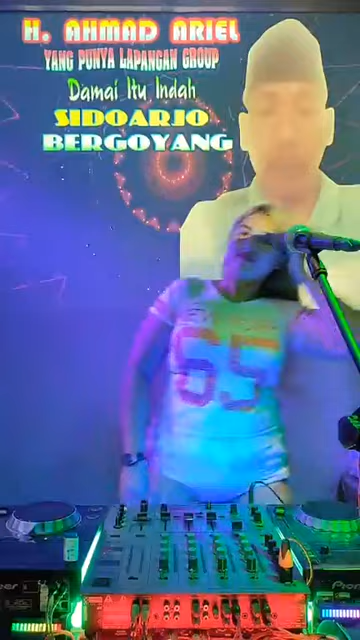 H. AHMAD ARIEL
YANG PUNYA LAPANGAN GROUP
Damai Itu Indah
SIDOARJO
BERGOYANG
65